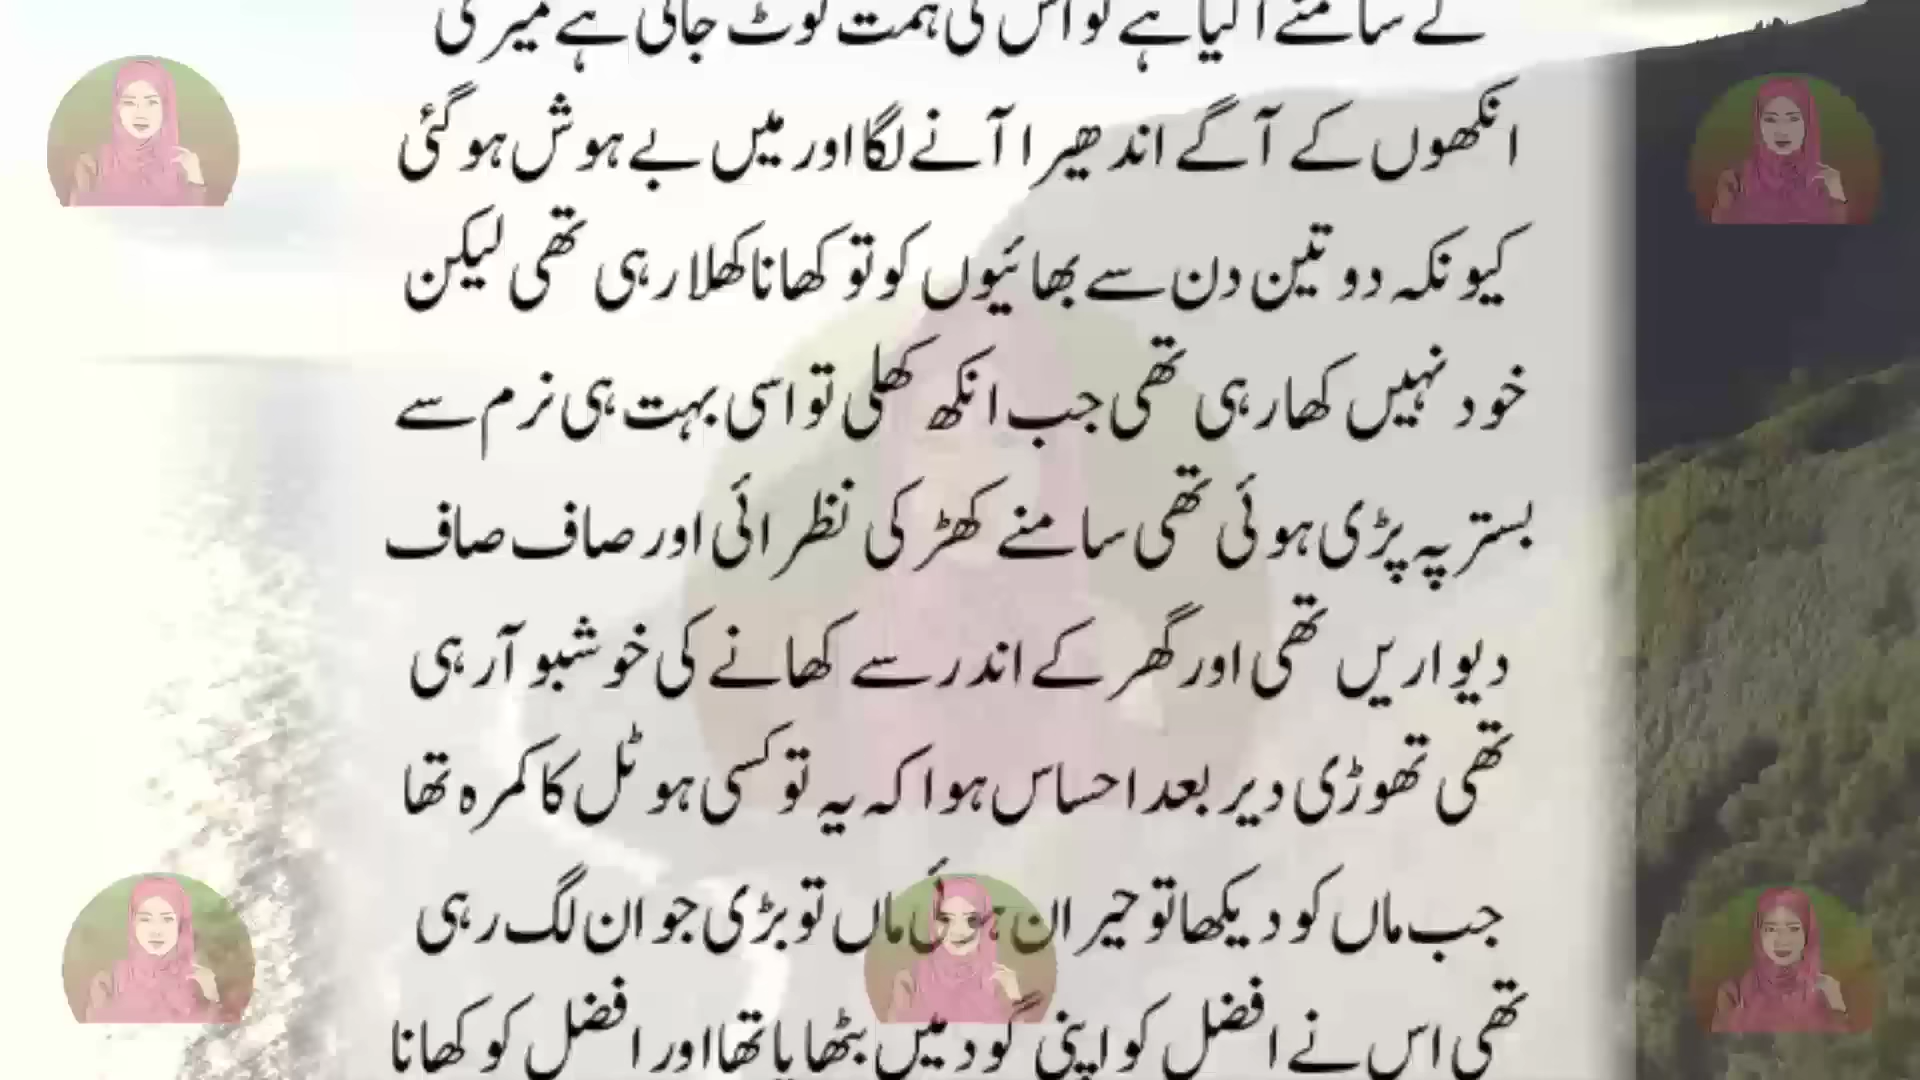 کے سامنے آ گیا ہے تو اس کی ہمت ٹوٹ جاتی ہے میری
انکھوں کے آگے اندھیرا آنے لگا اور میں بے ہوش ہو گئی
کیونکہ دو تین دن سے بھائیوں کو تو کھانا کھلا رہی تھی لیکن
خود نہیں کھا رہی تھی جب انکھ کھلی تو اسی بہت ہی نرم سے
بستر پہ پڑی ہوئی تھی سامنے کھڑکی نظر ائی اور صاف صاف
دیواریں تھی اور گھر کے اندر سے کھانے کی خوشبو آ رہی
تھی تھوڑی دیر بعد احساس ہوا کہ یہ تو کسی ہوٹل کا کمرہ تھا
جب ماں کو دیکھا تو حیران ہوئی ماں تو بڑی جوان لگ رہی
تھی اس نے افضل کو اپنی گود میں بٹھایا تھا اور افضل کو کھانا